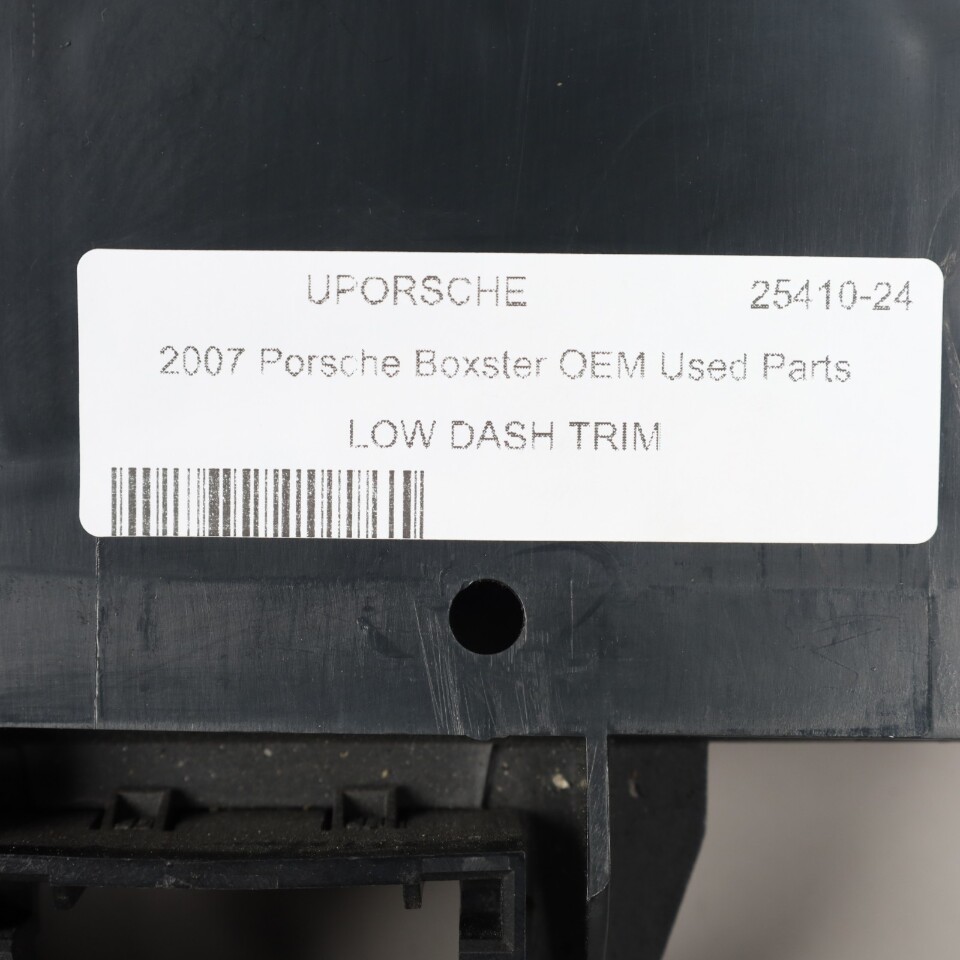 UPORSCHE 25410-24
2007 Porsche Boxster OEM Used Parts
LOW DASH TRIM